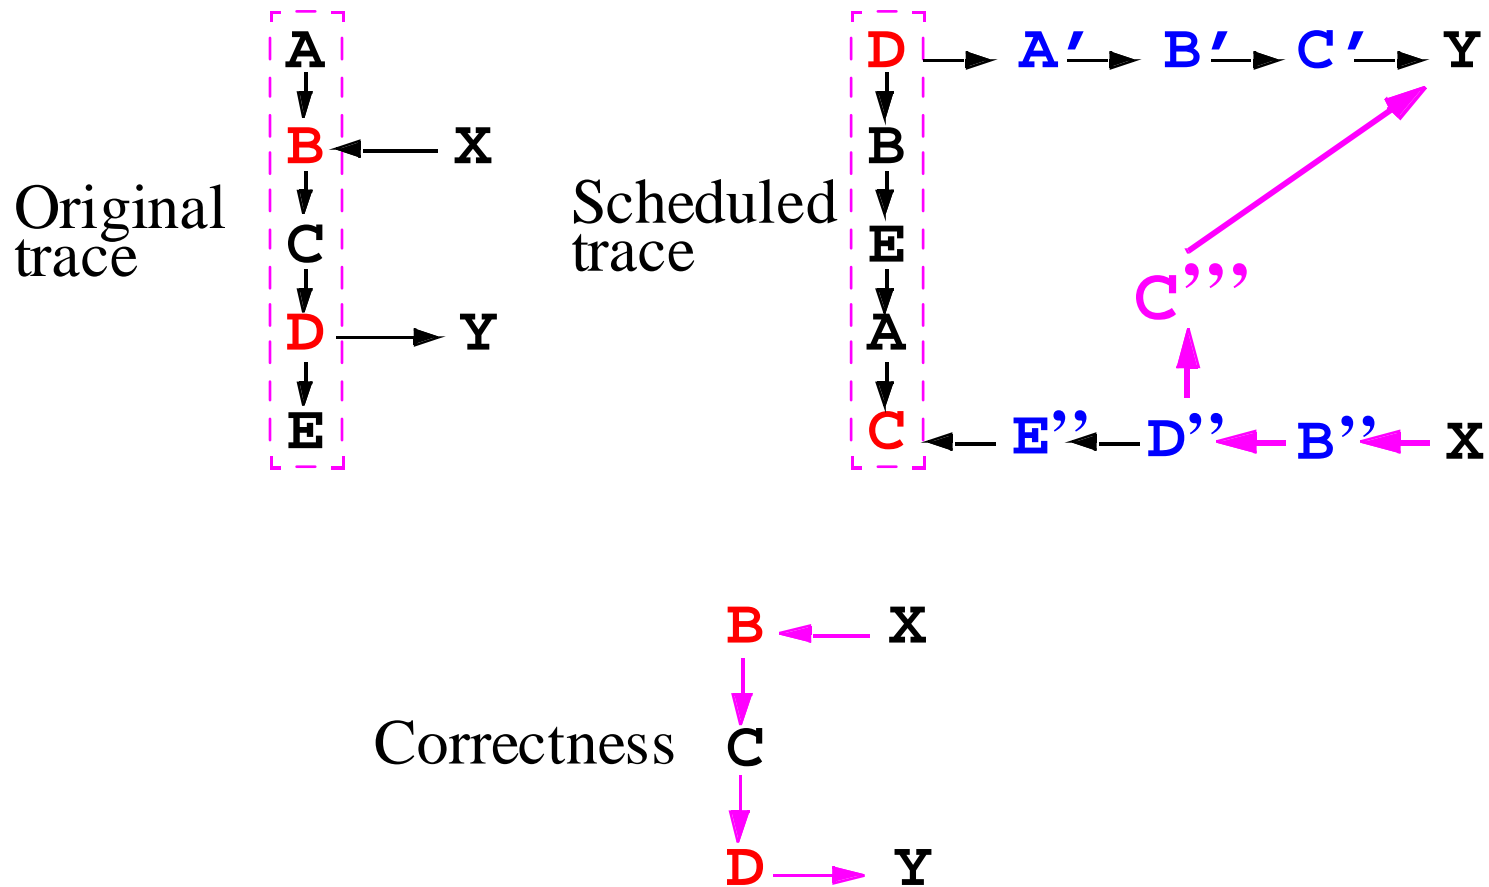 A
B X
C
D Y
E
Original
trace
D A' B' C' Y
B
E
A
C E’’ D’’ B’’ X
C’’’
Scheduled
trace
B X
C
D Y
Correctness